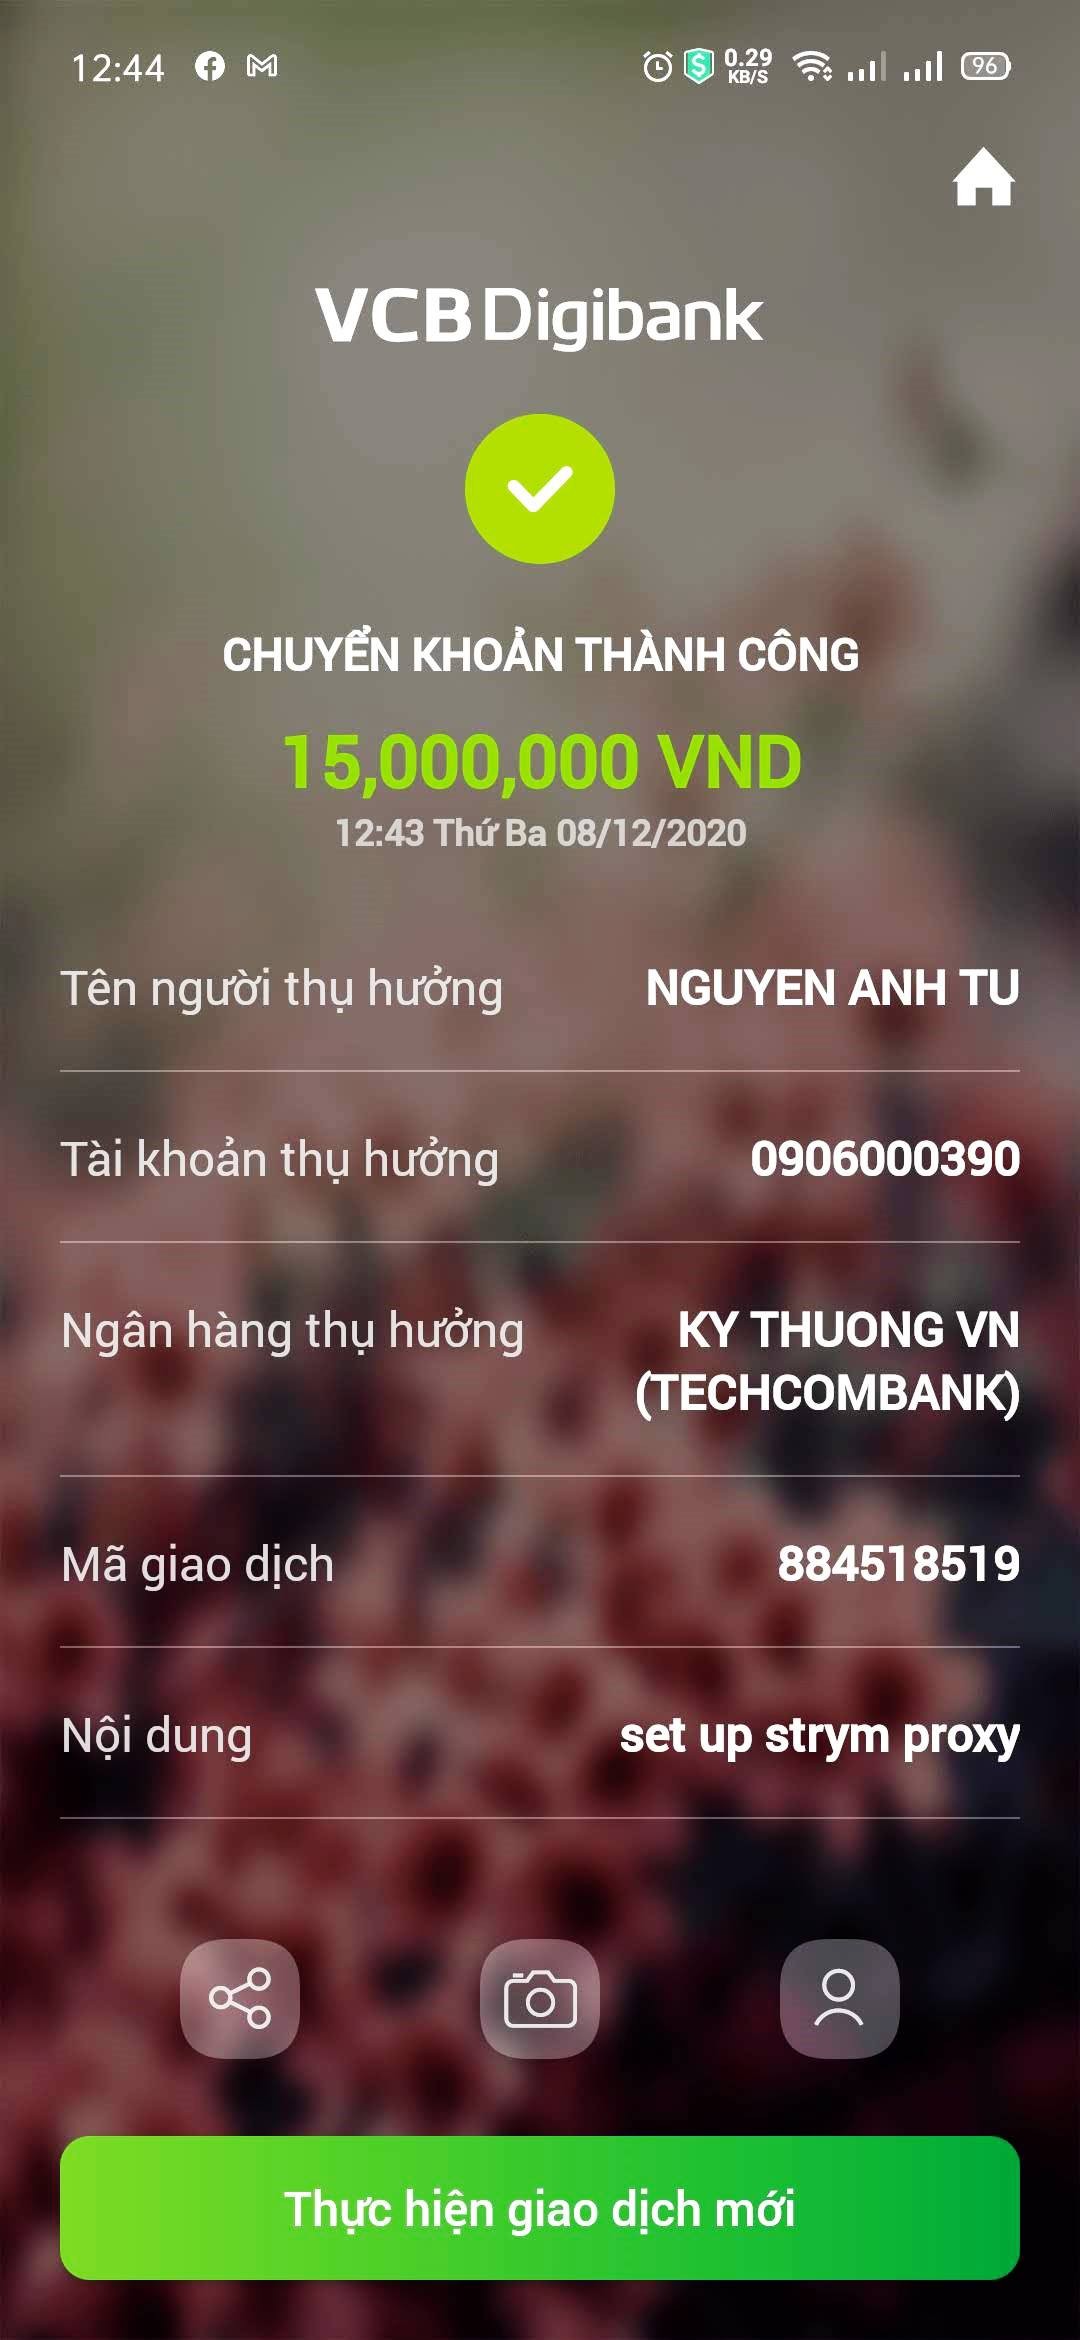 12:44
0.29
KB/S
96
VCB Digibank
CHUYỂN KHOẢN THÀNH CÔNG
15,000,000 VND
12:43 Thứ Ba 08/12/2020
Tên người thụ hưởng NGUYEN ANH TU
Tài khoản thụ hưởng 0906000390
Ngân hàng thụ hưởng KY THUONG VN
(TECHCOMBANK)
Mã giao dịch 884518519
Nội dung set up strym proxy
Thực hiện giao dịch mới